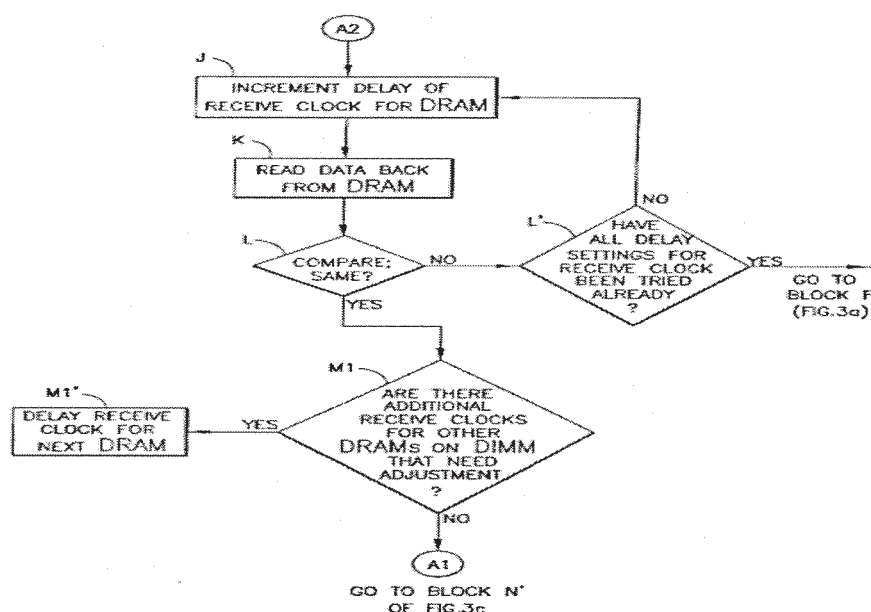 A2
J
INCREMENT DELAY OF
RECEIVE CLOCK FOR DRAM
K
READ DATA BACK
FROM DRAM
NO
L
COMPARE;
SAME?
NO
L'
HAVE
ALL DELAY
SETTINGS FOR
RECEIVE CLOCK
BEEN TRIED
ALREADY
?
YES
GO TO
BLOCK F
(FIG.3a)
YES
M1
ARE THERE
ADDITIONAL
RECEIVE CLOCKS
FOR OTHER
DRAMs ON DIMM
THAT NEED
ADJUSTMENT
?
YES
M1'
DELAY RECEIVE
CLOCK FOR
NEXT DRAM
NO
A1
GO TO BLOCK N'
OF FIG.3c